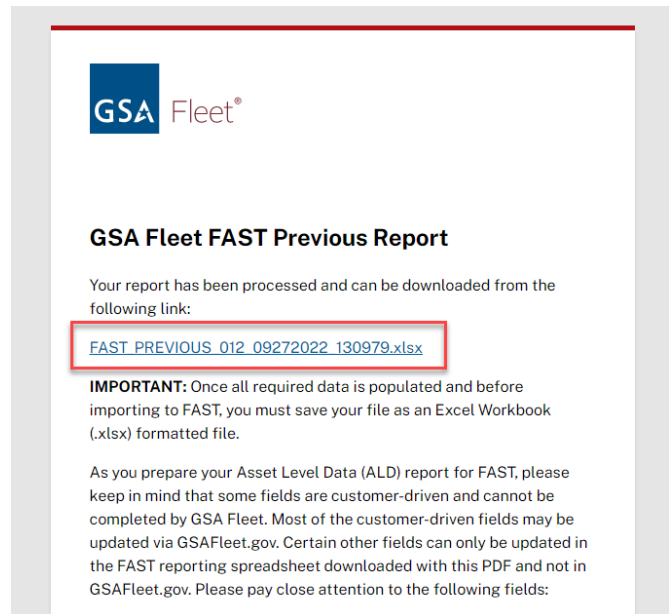 GSA Fleet®
GSA Fleet FAST Previous Report
Your report has been processed and can be downloaded from the
following link:
FAST_PREVIOUS_012_09272022_130979.xlsx
IMPORTANT: Once all required data is populated and before
importing to FAST, you must save your file as an Excel Workbook
(.xlsx) formatted file.
As you prepare your Asset Level Data (ALD) report for FAST, please
keep in mind that some fields are customer-driven and cannot be
completed by GSA Fleet. Most of the customer-driven fields may be
updated via GSAFleet.gov. Certain other fields can only be updated in
the FAST reporting spreadsheet downloaded with this PDF and not in
GSAFleet.gov. Please pay close attention to the following fields: